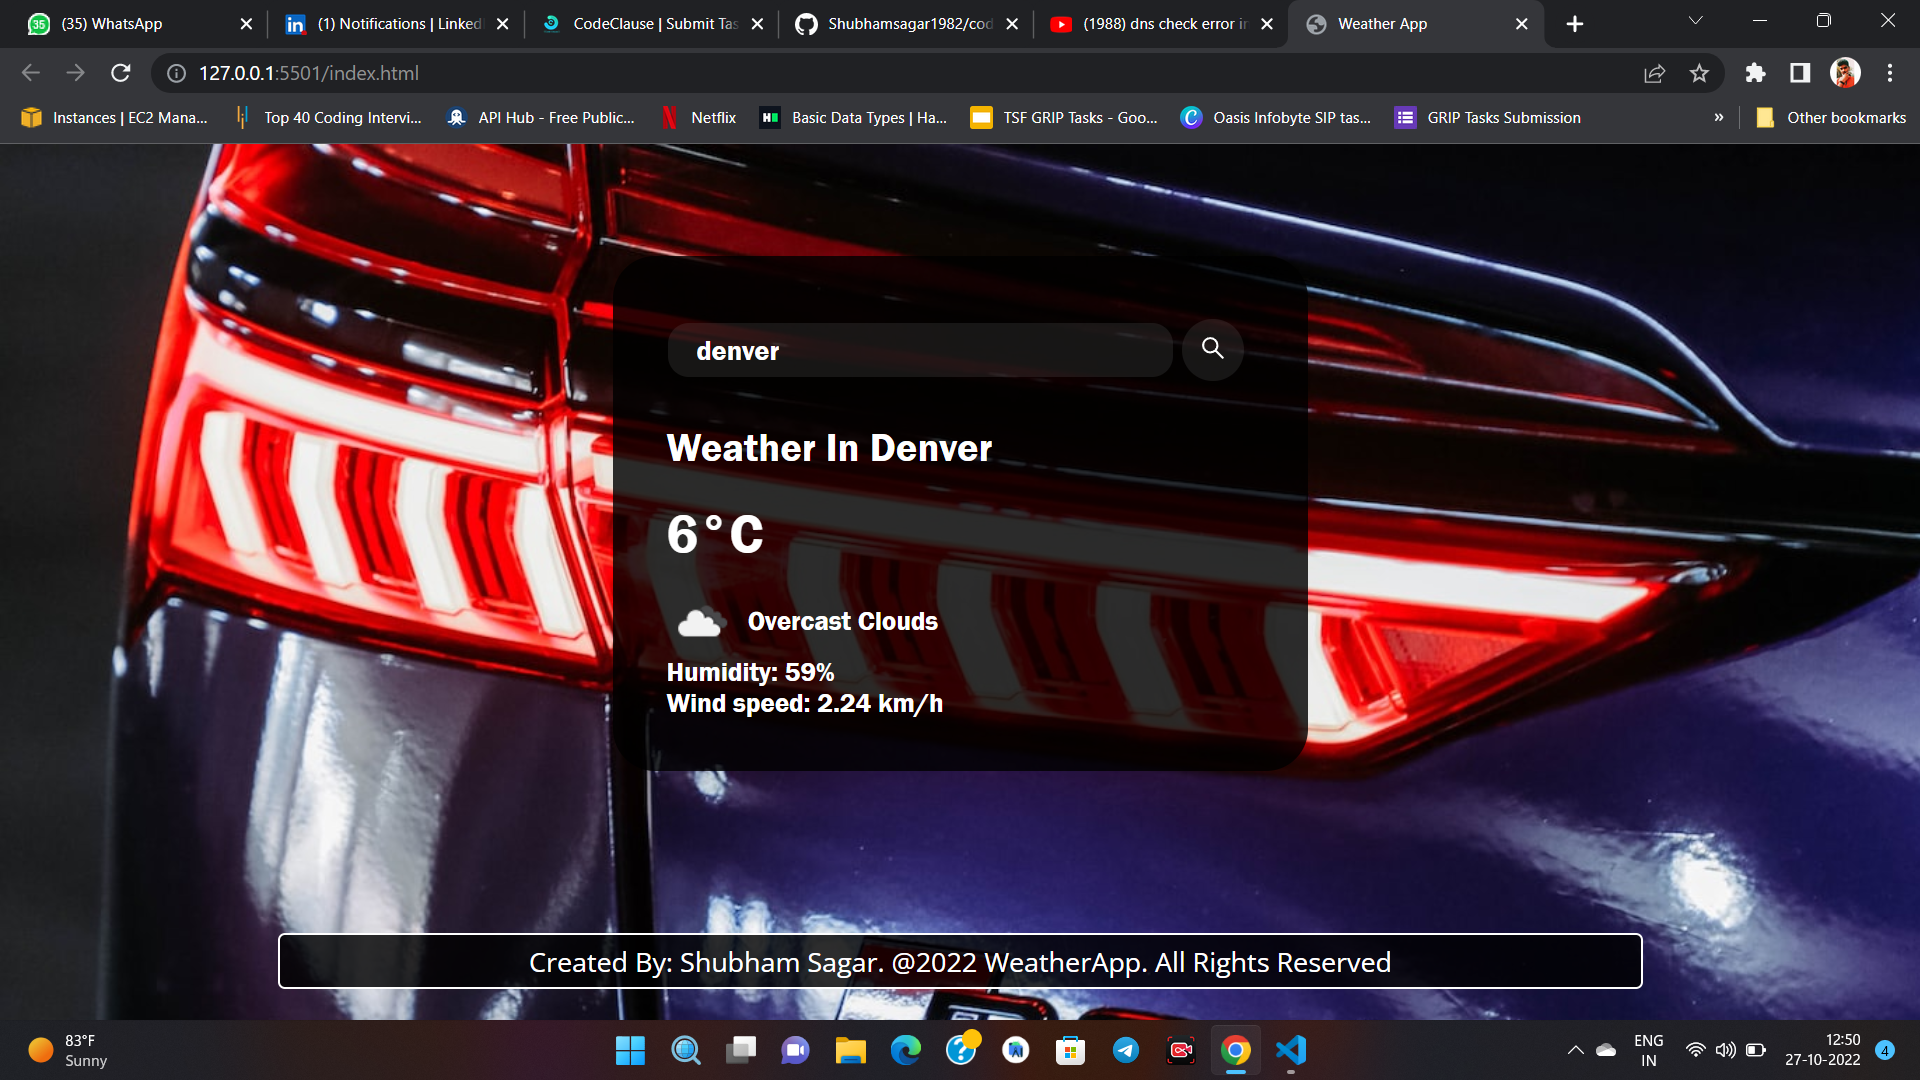 35
(35) WhatsApp
(1) Notifications | Linked
CodeClause | Submit Tas
Shubhamsagar1982/cod
(1988) dns check error in
Weather App
127.0.0.1:5501/index.html
Instances | EC2 Mana...
Top 40 Coding Intervi...
API Hub - Free Public...
Netflix
Basic Data Types | Ha...
TSF GRIP Tasks - Goo...
Oasis Infobyte SIP tas...
GRIP Tasks Submission
»
Other bookmarks
denver
Weather In Denver
6°C
Overcast Clouds
Humidity: 59%
Wind speed: 2.24 km/h
Created By: Shubham Sagar. @2022 WeatherApp. All Rights Reserved
83°F
Sunny
ENG
IN
12:50
27-10-2022
4